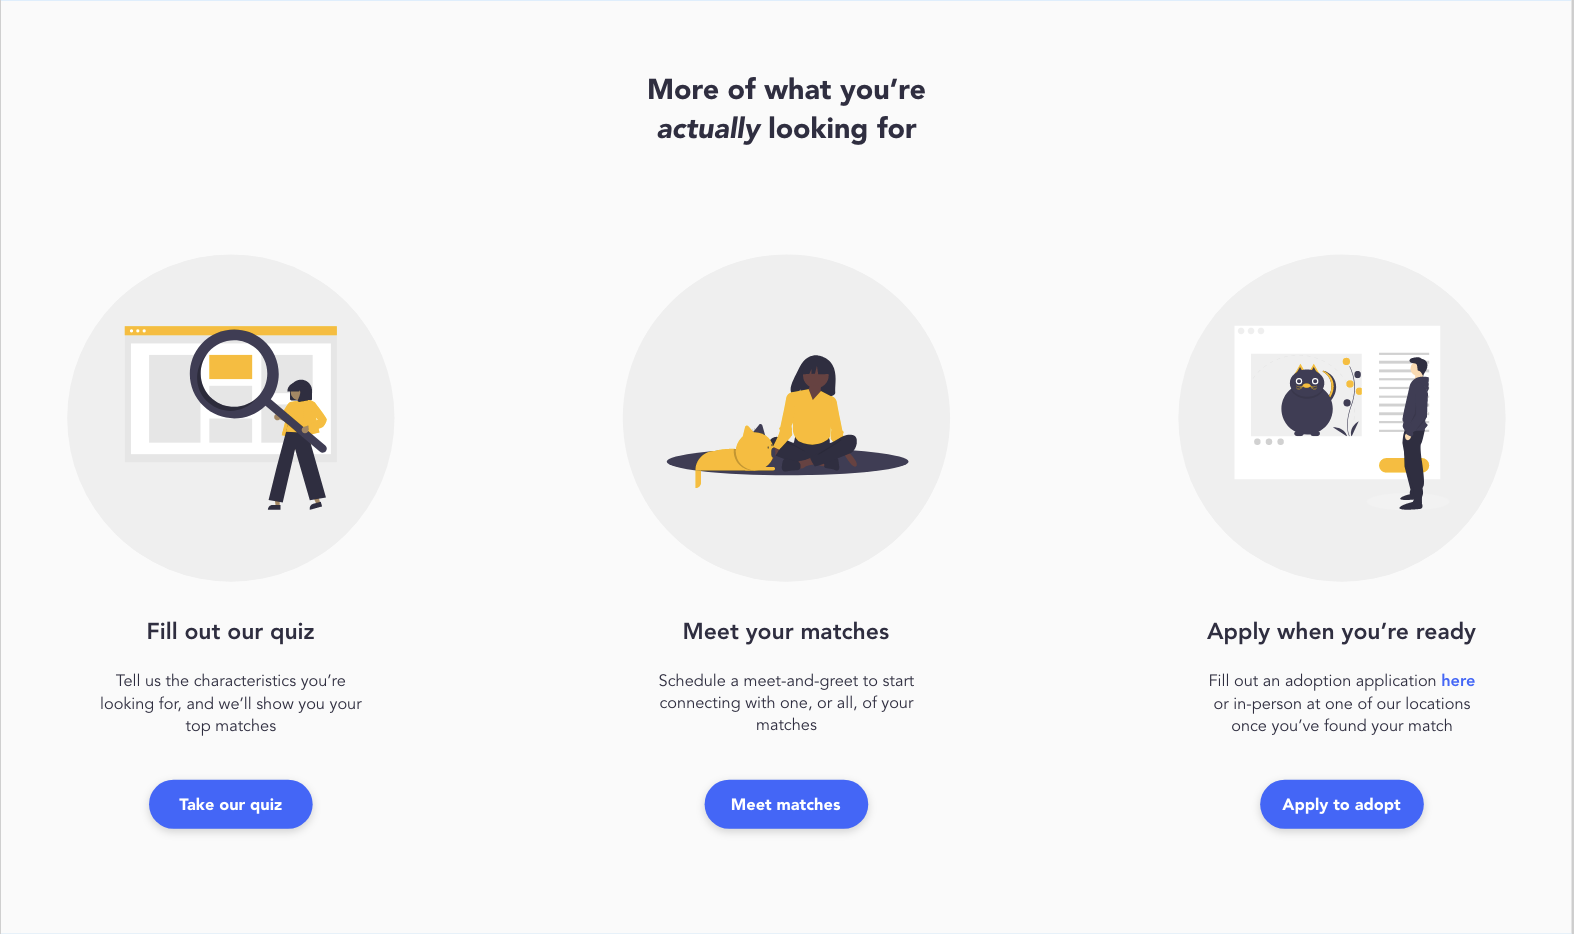 More of what you’re
actually looking for
Fill out our quiz
Tell us the characteristics you’re
looking for, and we’ll show you your
top matches
Take our quiz
Meet your matches
Schedule a meet-and-greet to start
connecting with one, or all, of your
matches
Meet matches
Apply when you’re ready
Fill out an adoption application here
or in-person at one of our locations
once you’ve found your match
Apply to adopt